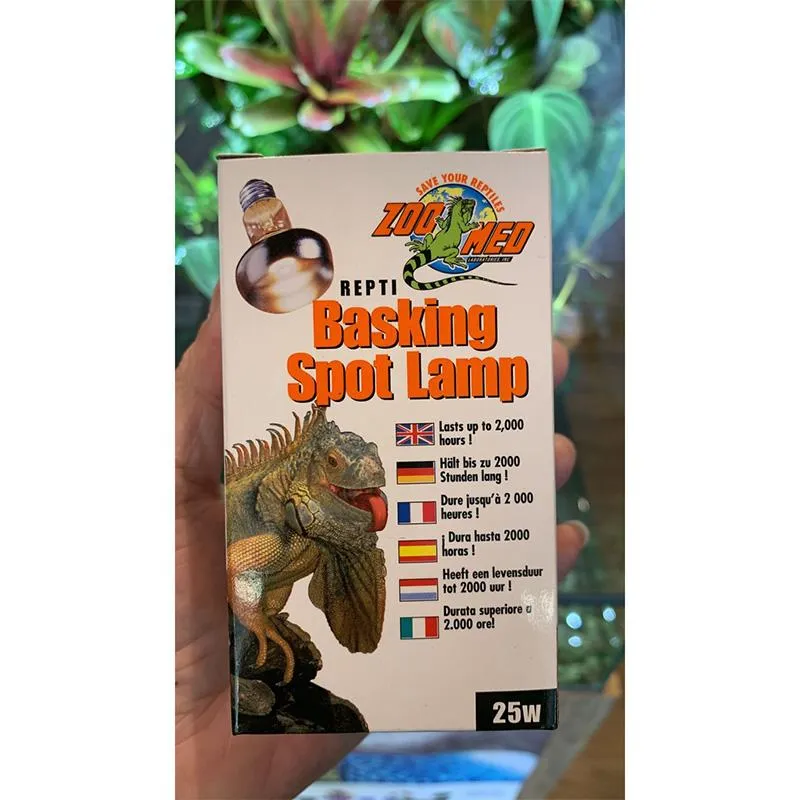 SAVE YOUR REPTILES
ZOO MED
LABORATORIES, INC
REPTI
Basking
Spot Lamp
Lasts up to 2,000
hours !
Hält bis zu 2000
Stunden lang !
Dure jusqu'à 2 000
heures !
¡ Dura hasta 2000
horas !
Heeft een levensduur
tot 2000 uur !
Durata superiore a
2.000 ore!
25w